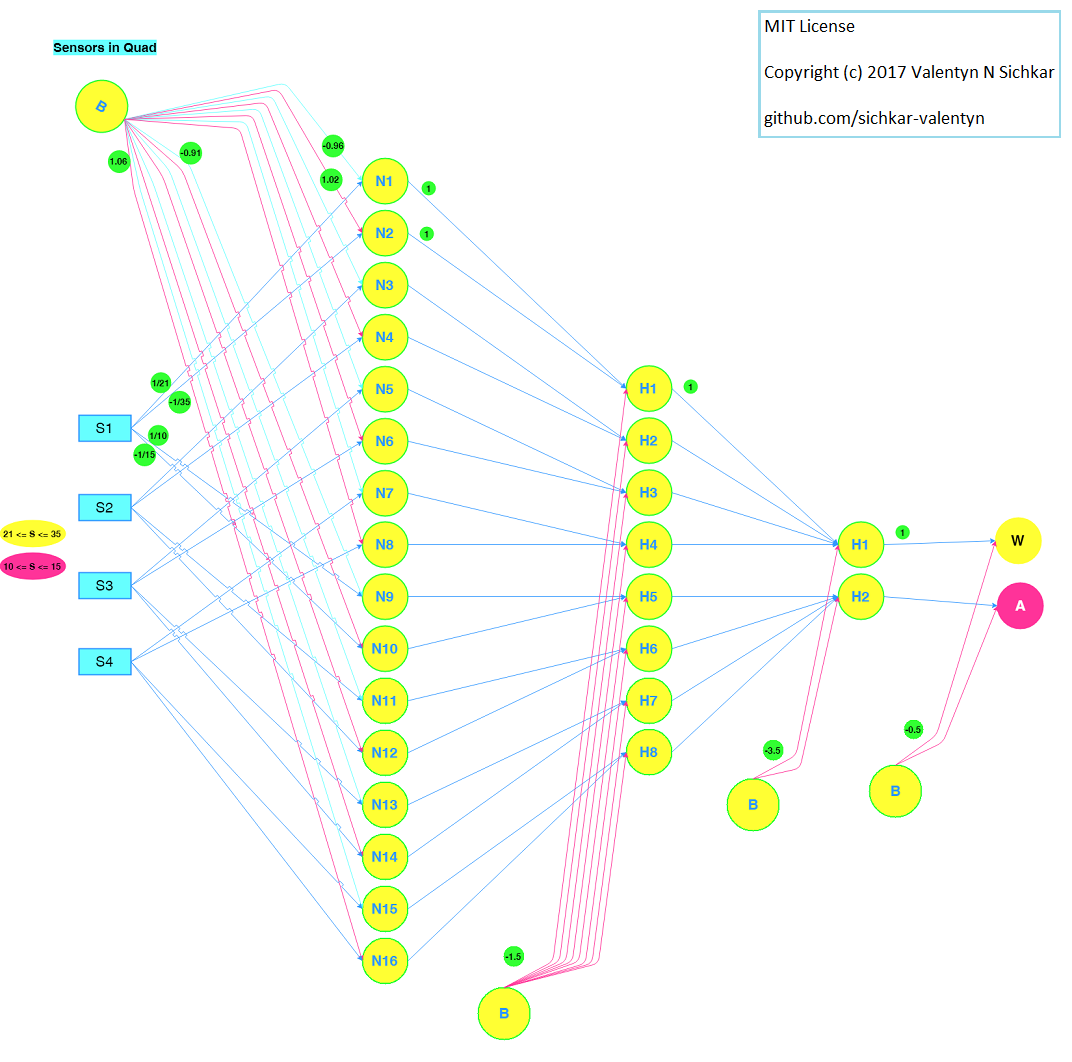 MIT License
Copyright (c) 2017 Valentyn N Sichkar
github.com/sichkar-valentyn
Sensors in Quad
B
1.06
-0.91
-0.96
1.02
N1
1
N2
1
N3
N4
N5
N6
N7
N8
N9
N10
N11
N12
N13
N14
N15
N16
1/21
-1/35
1/10
-1/15
S1
S2
S3
S4
21 <= S <= 35
10 <= S <= 15
H1
1
H2
H3
H4
H5
H6
H7
H8
-1.5
B
H1
1
H2
-3.5
B
W
A
-0.5
B